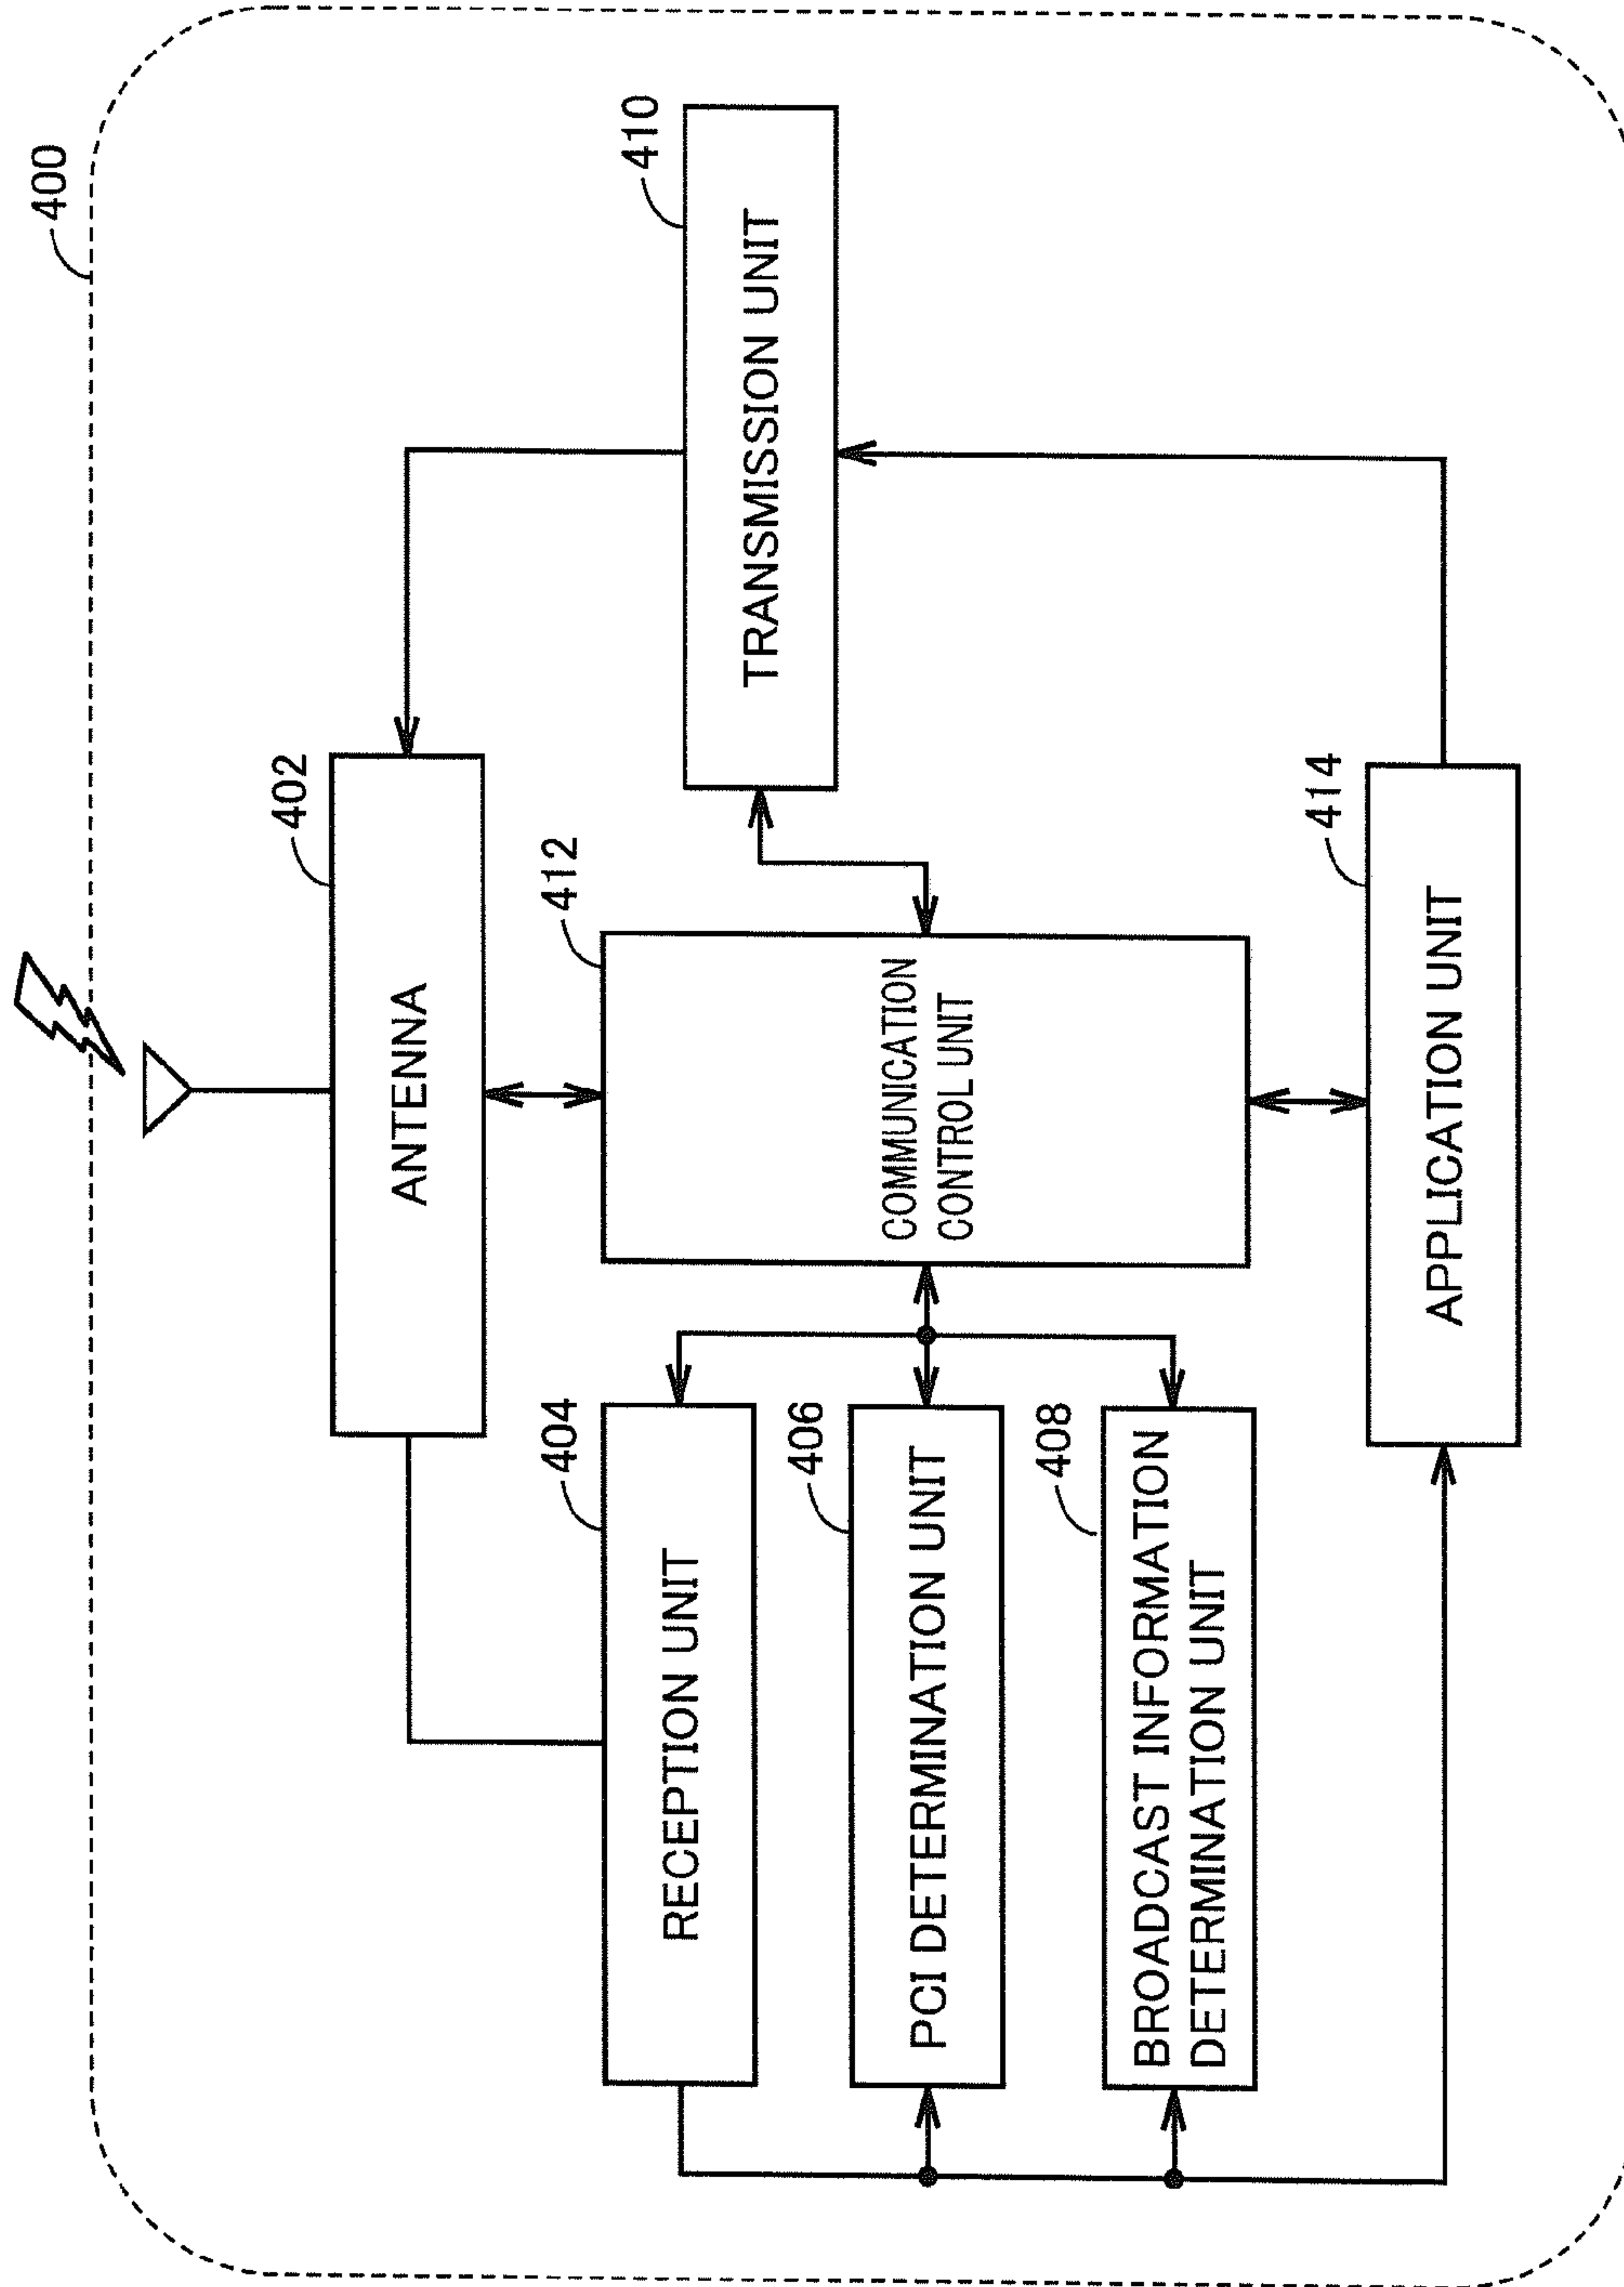 400
402
ANTENNA
404
RECEPTION UNIT
406
PCI DETERMINATION UNIT
408
BROADCAST INFORMATION
DETERMINATION UNIT
412
COMMUNICATION
CONTROL UNIT
410
TRANSMISSION UNIT
414
APPLICATION UNIT